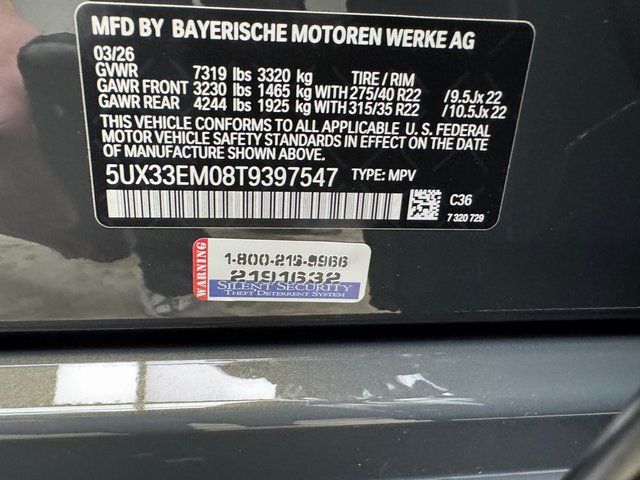 MFD BY BAYERISCHE MOTOREN WERKE AG
03/26
GVWR 7319 lbs 3320 kg TIRE / RIM
GAWR FRONT 3230 lbs 1465 kg WITH 275/40 R22 /9.5Jx22
GAWR REAR 4244 lbs 1925 kg WITH 315/35 R22 /10.5Jx22
THIS VEHICLE CONFORMS TO ALL APPLICABLE U.S. FEDERAL
MOTOR VEHICLE SAFETY STANDARDS IN EFFECT ON THE DATE
OF MANUFACTURE SHOWN ABOVE.
5UX33EM08T9397547 TYPE: MPV
C36
7 320 729
WARNING
1-800-213-9966
2191632
SILENT SECURITY
THEFT DETERRENT SYSTEM